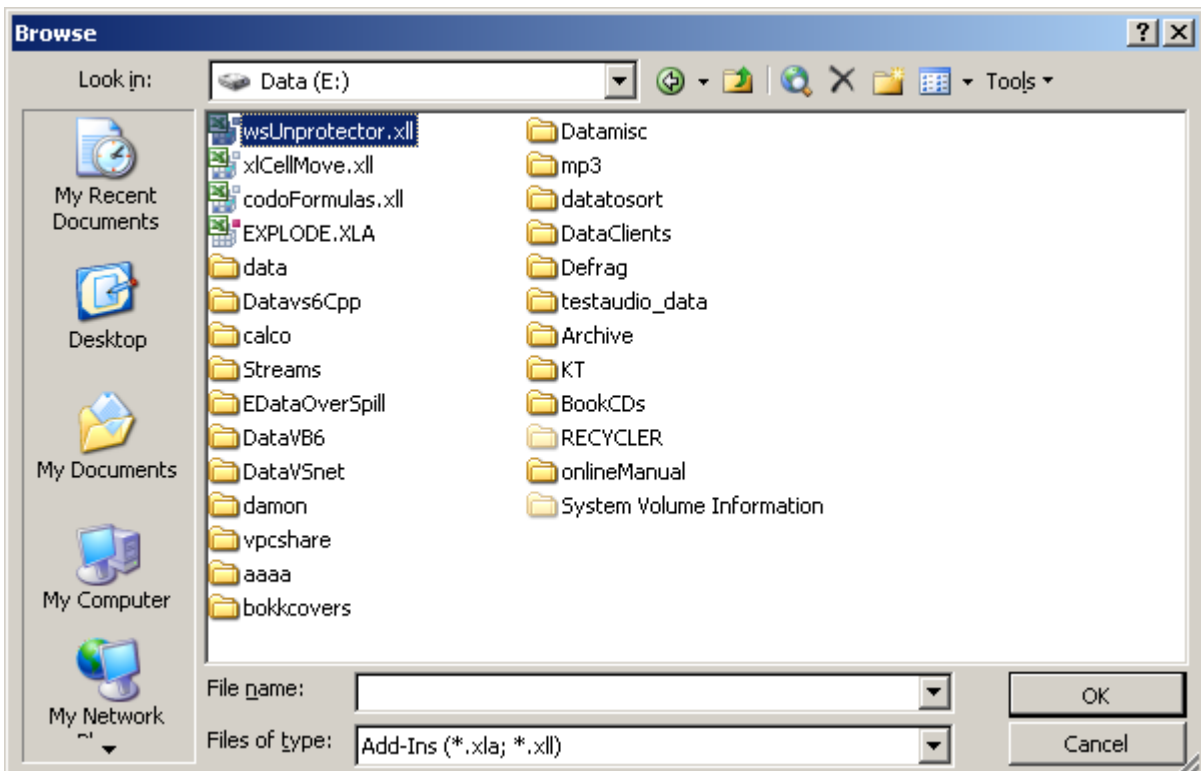 Browse
Look in:
Data (E:)
Tools
My Recent
Documents
Desktop
My Documents
My Computer
My Network
wsUnprotector.xll
xlCellMove.xll
codoFormulas.xll
EXPLODE.XLA
data
Datavs6Cpp
calco
Streams
EDataOverSpill
DataVB6
DataVSnet
damon
vpcshare
aaaa
bokkcovers
Datamisc
mp3
datatosort
DataClients
Defrag
testaudio_data
Archive
KT
BookCDs
RECYCLER
onlineManual
System Volume Information
File name:
OK
Files of type:
Add-Ins (*.xla; *.xll)
Cancel